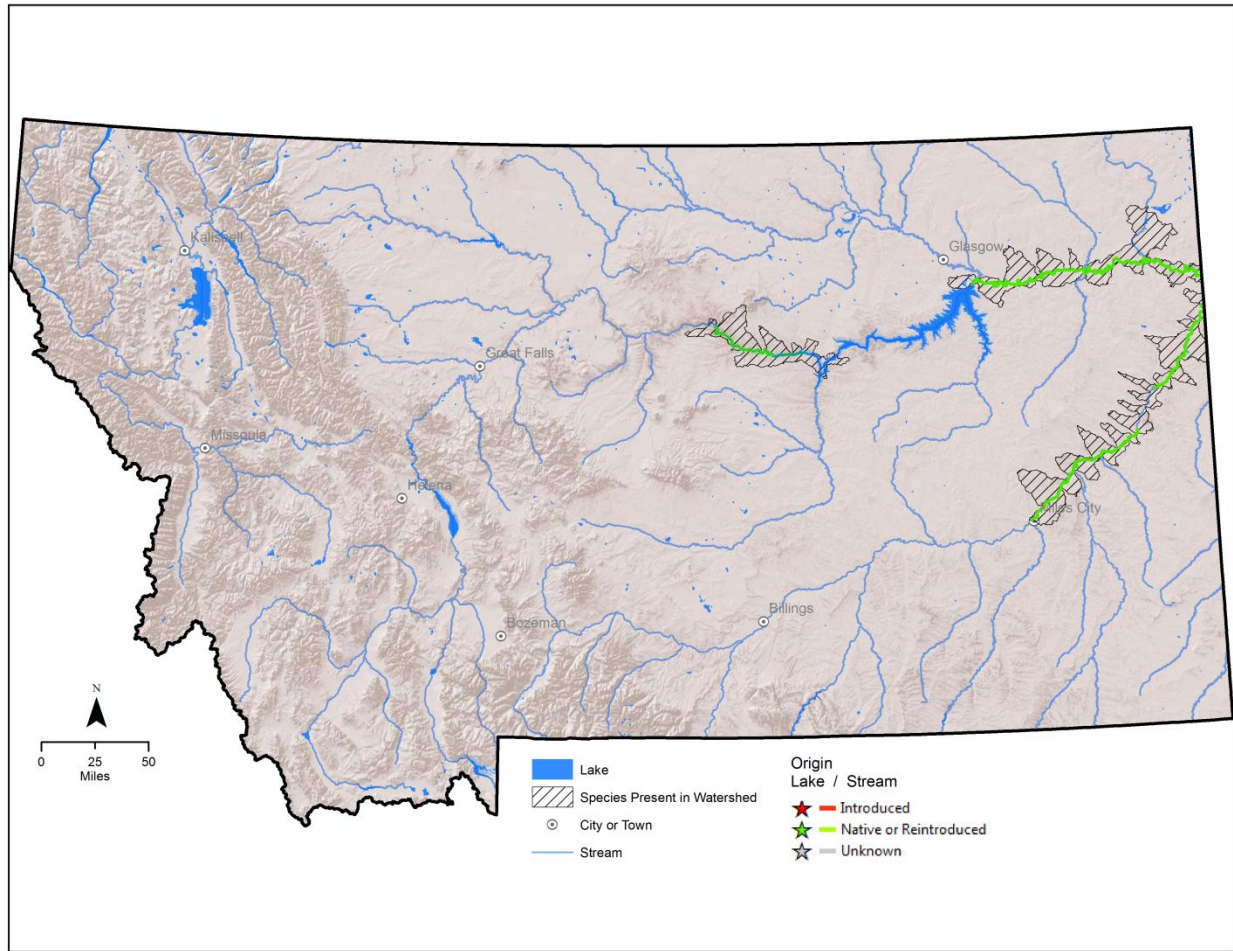 Kalispell
Glasgow
Great Falls
Missoula
Helena
Miles City
Billings
Bozeman
N
0 25 50
Miles
Lake
Species Present in Watershed
City or Town
Stream
Origin
Lake / Stream
Introduced
Native or Reintroduced
Unknown